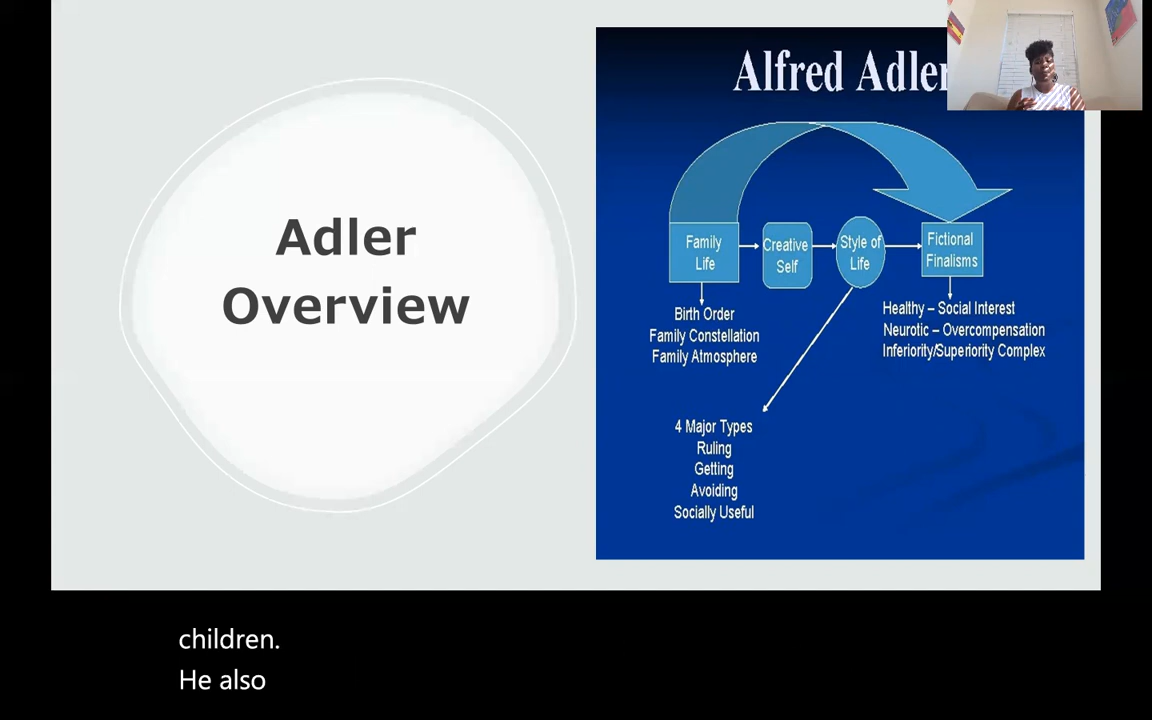 Adler
Overview
Alfred Adler
Family
Life
Creative
Self
Style of
Life
Fictional
Finalisms
Birth Order
Family Constellation
Family Atmosphere
Healthy – Social Interest
Neurotic – Overcompensation
Inferiority/Superiority Complex
4 Major Types
Ruling
Getting
Avoiding
Socially Useful
children.
He also